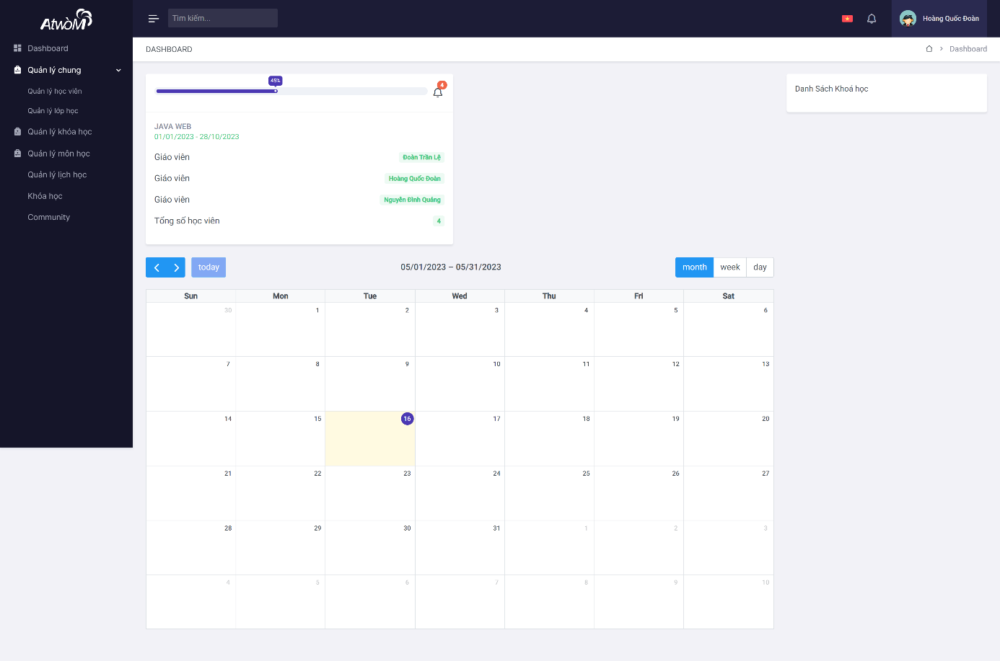 AtwoM
Tìm kiếm...
Hoàng Quốc Đoàn
Dashboard
Quản lý chung
Quản lý học viên
Quản lý lớp học
Quản lý khóa học
Quản lý môn học
Quản lý lịch học
Khóa học
Community
DASHBOARD
Dashboard
45%
4
JAVA WEB
01/01/2023 - 28/10/2023
Giáo viên Đoàn Trần Lệ
Giáo viên Hoàng Quốc Đoàn
Giáo viên Nguyễn Đình Quảng
Tổng số học viên 4
Danh Sách Khoá học
today 05/01/2023 – 05/31/2023 month week day
Sun Mon Tue Wed Thu Fri Sat
30 1 2 3 4 5 6
7 8 9 10 11 12 13
14 15 16 17 18 19 20
21 22 23 24 25 26 27
28 29 30 31 1 2 3
4 5 6 7 8 9 10